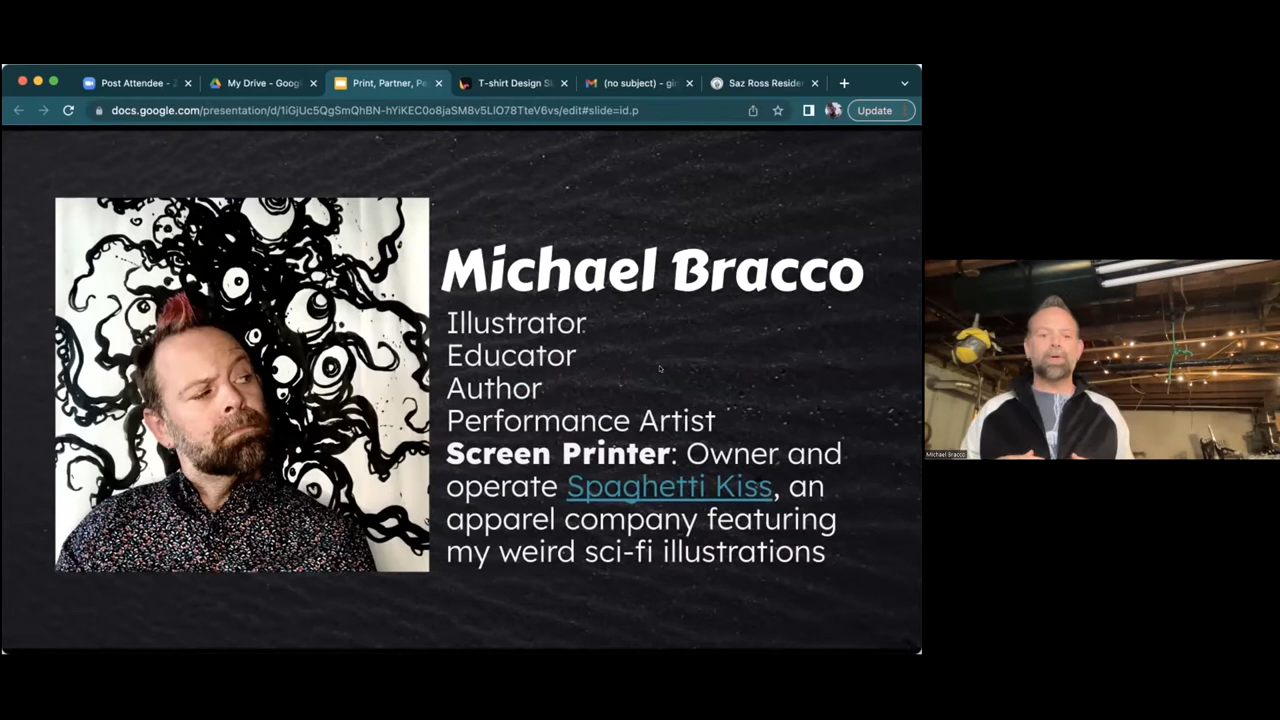 Post Attendee -
My Drive - Goog
Print, Partner, Pe
T-shirt Design S
(no subject) - gi
Saz Ross Reside
docs.google.com/presentation/d/1iGjUc5QgSmQhBN-hYiKEC0o8jaSM8v5LlO78TteV6vs/edit#slide=id.p
Update
Michael Bracco
Illustrator
Educator
Author
Performance Artist
Screen Printer: Owner and
operate Spaghetti Kiss, an
apparel company featuring
my weird sci-fi illustrations
Michael Bracco